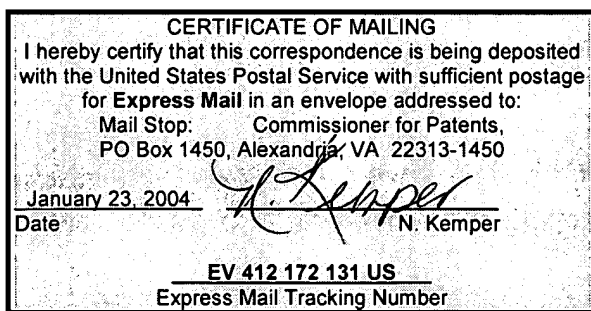 CERTIFICATE OF MAILING
I hereby certify that this correspondence is being deposited
with the United States Postal Service with sufficient postage
for Express Mail in an envelope addressed to:
Mail Stop: Commissioner for Patents,
PO Box 1450, Alexandria, VA 22313-1450
January 23, 2004 N. Kemper
Date N. Kemper
EV 412 172 131 US
Express Mail Tracking Number